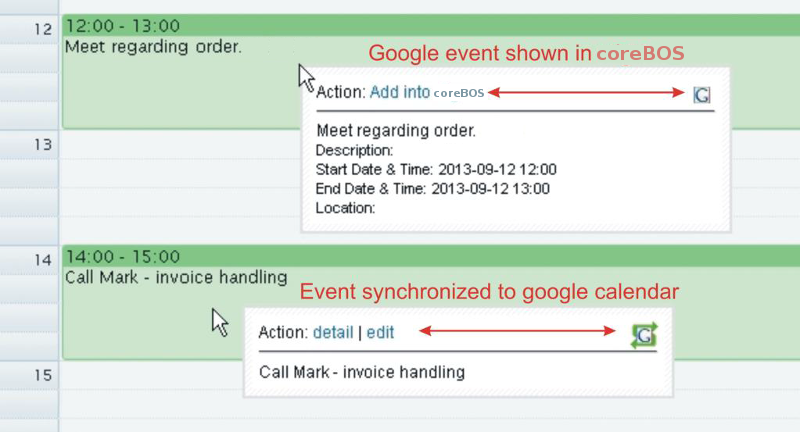 12
12:00 - 13:00
Meet regarding order.
Google event shown in coreBOS
Action: Add into coreBOS
G
Meet regarding order.
Description:
Start Date & Time: 2013-09-12 12:00
End Date & Time: 2013-09-12 13:00
Location:
13
14
14:00 - 15:00
Call Mark - invoice handling
Event synchronized to google calendar
Action: detail | edit
G
Call Mark - invoice handling
15